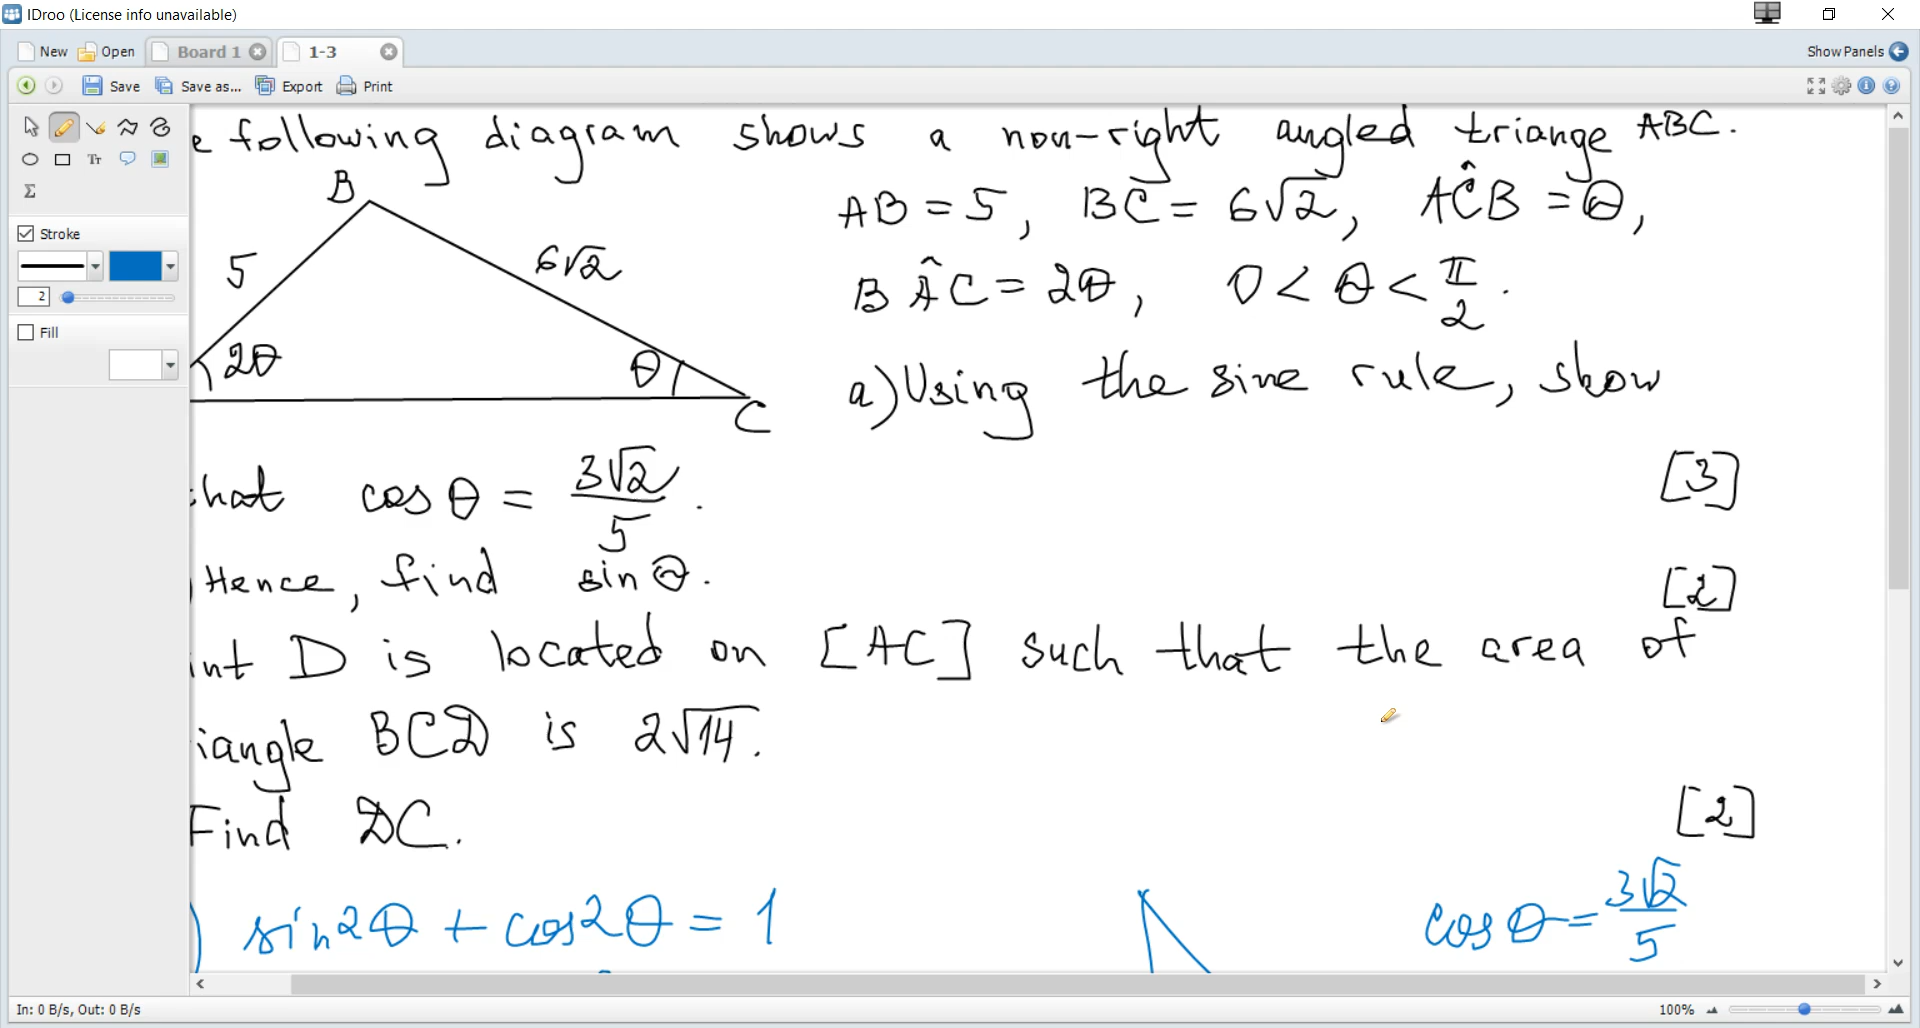 IDroo (License info unavailable)
New Open Board 1 1-3 Show Panels
Save Save as... Export Print
e following diagram shows a non-right angled triange ABC.
B
AB = 5, BC = 6√2, AĈB = θ,
5 6√2
BÂC = 2θ, 0 < θ < π/2.
2θ θ
C
a) Using the sine rule, show
that cos θ = 3√2/5. [3]
) Hence, find sin θ. [2]
int D is located on [AC] such that the area of
iangle BCD is 2√14.
Find DC. [2]
) sin²θ + cos²θ = 1 cos θ = 3√2/5
Tт
Σ
Stroke
2
Fill
In: 0 B/s, Out: 0 B/s 100%